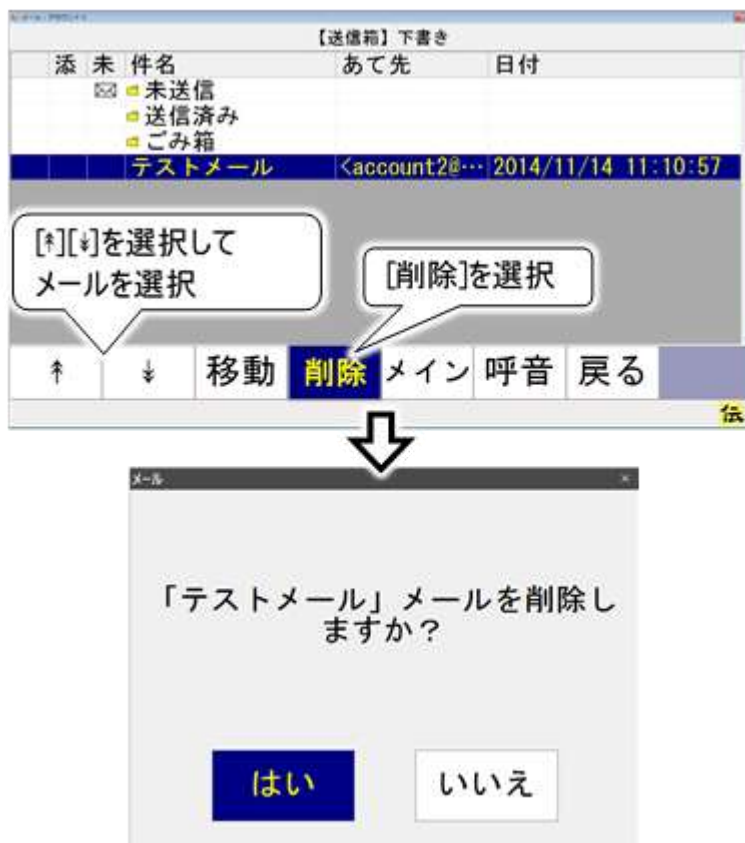 【送信箱】下書き
添 未 件名 あて先 日付
未送信
送信済み
ごみ箱
テストメール <account2@… 2014/11/14 11:10:57
[↟][↡]を選択して
メールを選択
[削除]を選択
↟ ↡ 移動 削除 メイン 呼音 戻る
伝
メール ×
「テストメール」メールを削除し
ますか？
はい いいえ